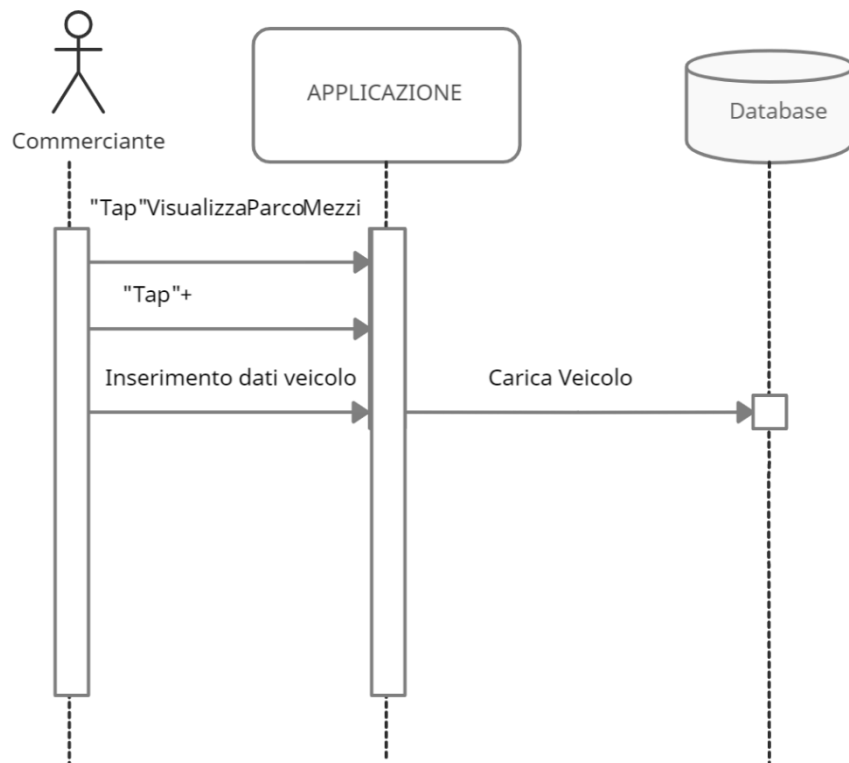 APPLICAZIONE
Database
Commerciante
"Tap"VisualizzaParcoMezzi
"Tap"+
Inserimento dati veicolo
Carica Veicolo